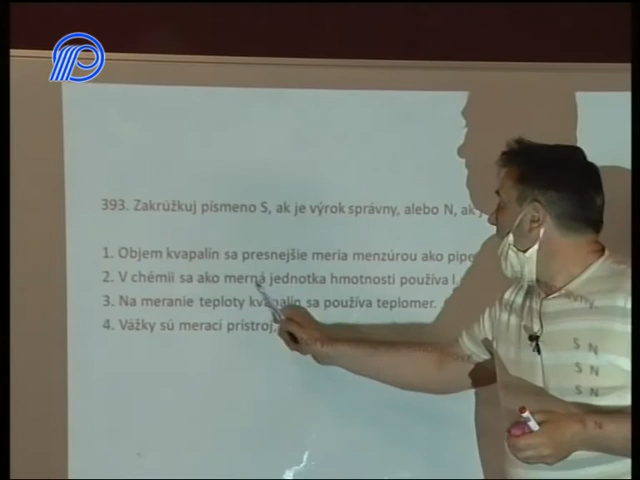 393. Zakrúžkuj písmeno S, ak je výrok správny, alebo N, ak
1. Objem kvapalín sa presnejšie meria menzúrou ako pipe
2. V chémii sa ako merná jednotka hmotnosti používa l
3. Na meranie teploty kvapalín sa používa teplomer.
4. Vážky sú merací prístroj.
S N
S N
S N
N